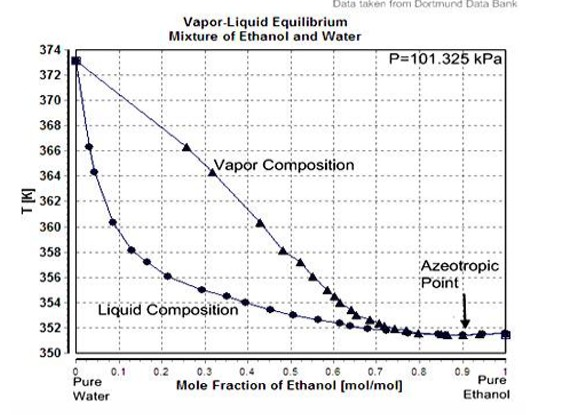 Data taken from Dortmund Data Bank
Vapor-Liquid Equilibrium
Mixture of Ethanol and Water
P=101.325 kPa
374
372
370
368
366
364
362
360
358
356
354
352
350
T [K]
Vapor Composition
Azeotropic
Point
Liquid Composition
0 0.1 0.2 0.3 0.4 0.5 0.6 0.7 0.8 0.9 1
Pure
Water
Mole Fraction of Ethanol [mol/mol]
Pure
Ethanol